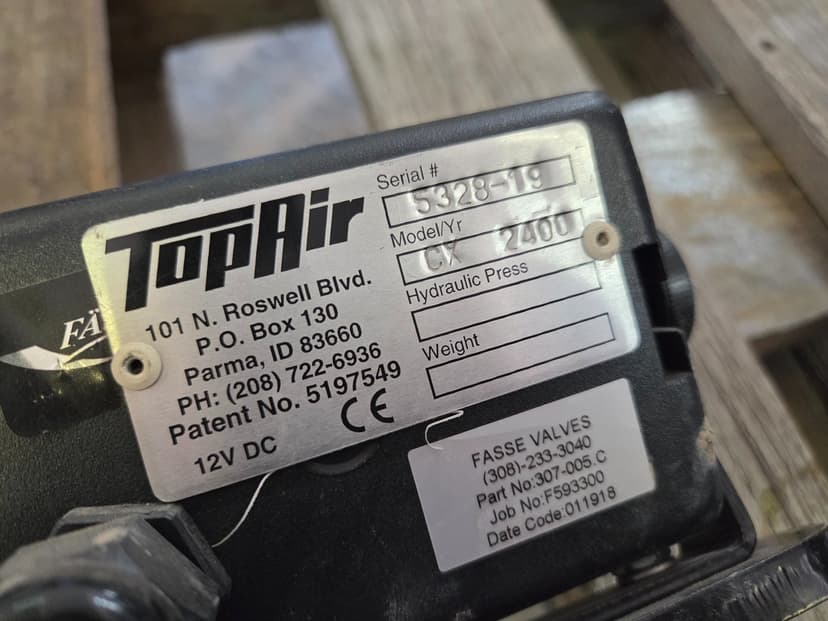 TopAir
101 N. Roswell Blvd.
P.O. Box 130
Parma, ID 83660
PH: (208) 722-6936
Patent No. 5197549
12V DC
CE
Serial #
5328-19
Model/Yr
CX 2400
Hydraulic Press
Weight
FASSE VALVES
(308)-233-3040
Part No:307-005.C
Job No:F593300
Date Code:011918